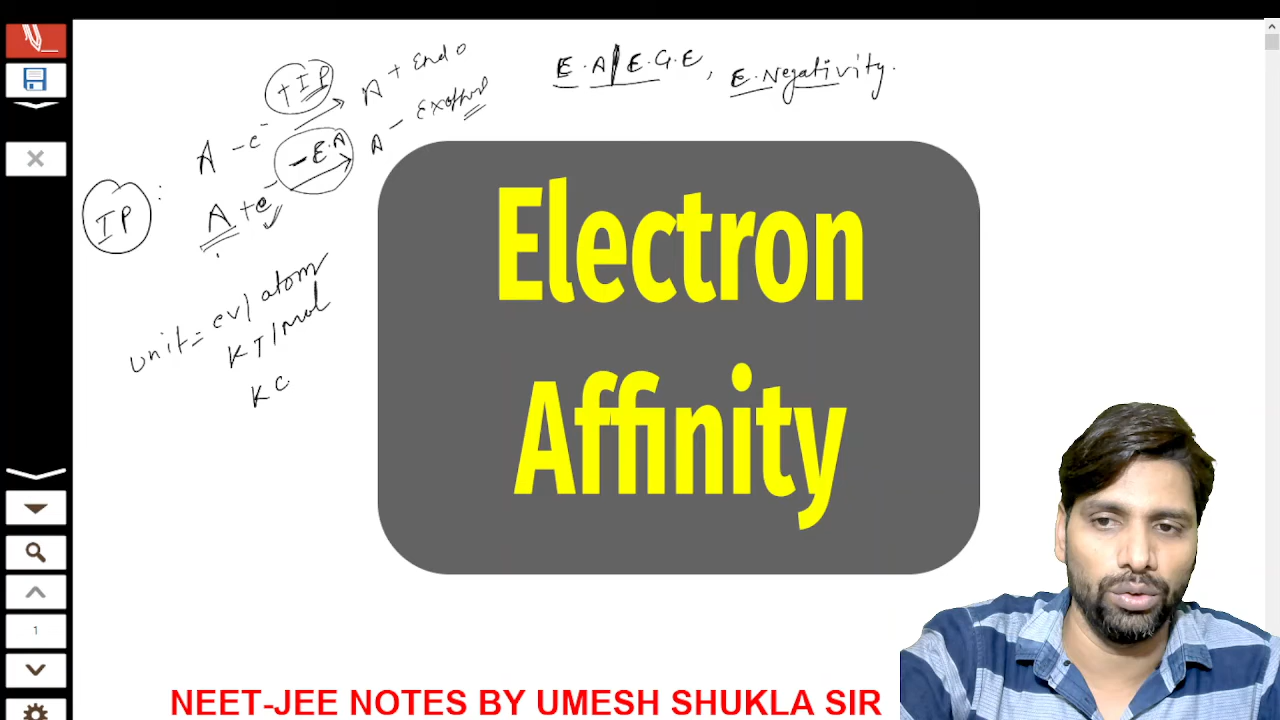 E.A/E.G.E, E.Negativity.
A - e⁻ +IP → A+ Endo
A + e⁻ -E.A → A-
IP :
unit = ev/atom
KJ/mol
KC
Electron
Affinity
1
NEET-JEE NOTES BY UMESH SHUKLA SIR